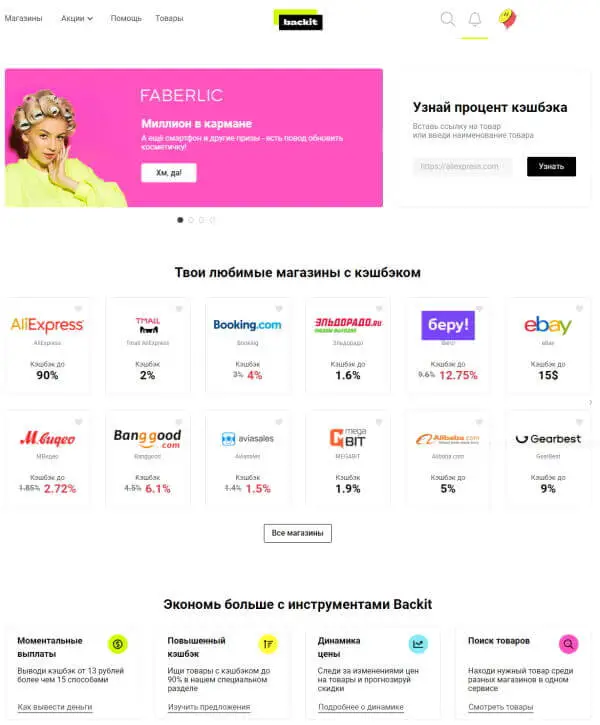 Магазины Акции Помощь Товары
backit
FABERLIC
Миллион в кармане
А ещё смартфон и другие призы - есть повод обновить
косметичку!
Хм, да!
Узнай процент кэшбэка
Вставь ссылку на товар
или введи наименование товара
https://aliexpress.com Узнать
Твои любимые магазины с кэшбэком
AliExpress TMALL Booking.com ЭЛЬДОРАДО.RU беру! ebay
AliExpress Tmall AliExpress Booking Эльдорадо Беру! eBay
Кэшбэк до Кэшбэк Кэшбэк Кэшбэк до Кэшбэк до Кэшбэк до
90% 2% 3% 4% 1.6% 9.6% 12.75% 15$
М.видео Banggood.com aviasales mega BIT Alibaba.com Gearbest
МВидео Banggood Aviasales MEGABIT Alibaba.com GearBest
Кэшбэк до Кэшбэк до Кэшбэк Кэшбэк Кэшбэк до Кэшбэк до
1.85% 2.72% 4.5% 6.1% 1.4% 1.5% 1.9% 5% 9%
Все магазины
Экономь больше с инструментами Backit
Моментальные
выплаты
Выводи кэшбэк от 13 рублей
более чем 15 способами
Как вывести деньги
Повышенный
кэшбэк
Ищи товары с кэшбэком до
90% в нашем специальном
разделе
Изучить предложения
Динамика
цены
Следи за изменениями цен
на товары и прогнозируй
скидки
Подробнее о динамике
Поиск товаров
Находи нужный товар среди
разных магазинов в одном
сервисе
Смотреть товары